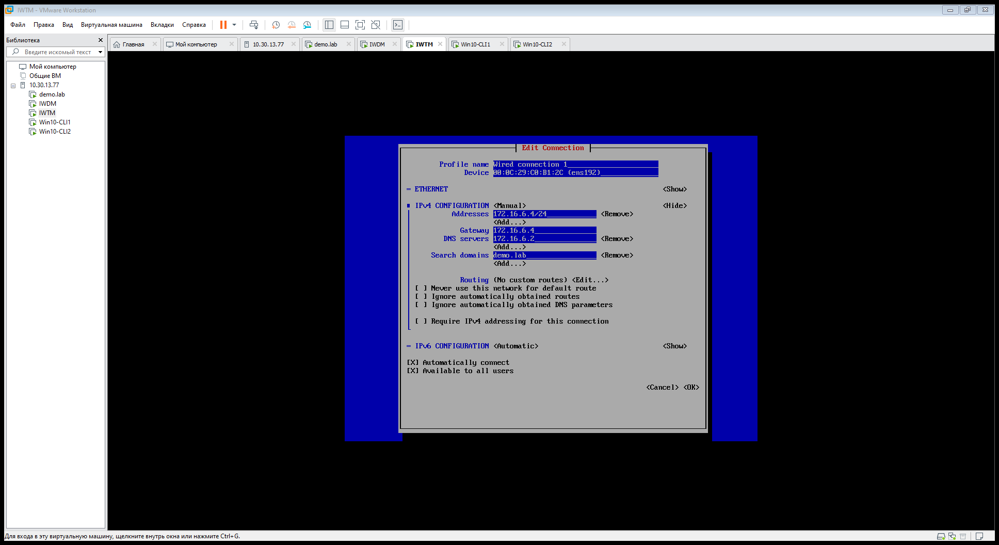 IWTM - VMware Workstation
Файл Правка Вид Виртуальная машина Вкладки Справка
Библиотека
Введите искомый текст
Мой компьютер
Общие ВМ
10.30.13.77
demo.lab
IWDM
IWTM
Win10-CLI1
Win10-CLI2
Главная Мой компьютер 10.30.13.77 demo.lab IWDM IWTM Win10-CLI1 Win10-CLI2
Edit Connection
Profile name Wired connection 1
Device 00:0C:29:C0:B1:2C (ens192)
= ETHERNET <Show>
IPv4 CONFIGURATION <Manual> <Hide>
Addresses 172.16.6.4/24 <Remove>
<Add...>
Gateway 172.16.6.4
DNS servers 172.16.6.2 <Remove>
<Add...>
Search domains demo.lab <Remove>
<Add...>
Routing (No custom routes) <Edit...>
[ ] Never use this network for default route
[ ] Ignore automatically obtained routes
[ ] Ignore automatically obtained DNS parameters
[ ] Require IPv4 addressing for this connection
= IPv6 CONFIGURATION <Automatic> <Show>
[X] Automatically connect
[X] Available to all users
<Cancel> <OK>
Для входа в эту виртуальную машину, щелкните внутрь окна или нажмите Ctrl+G.